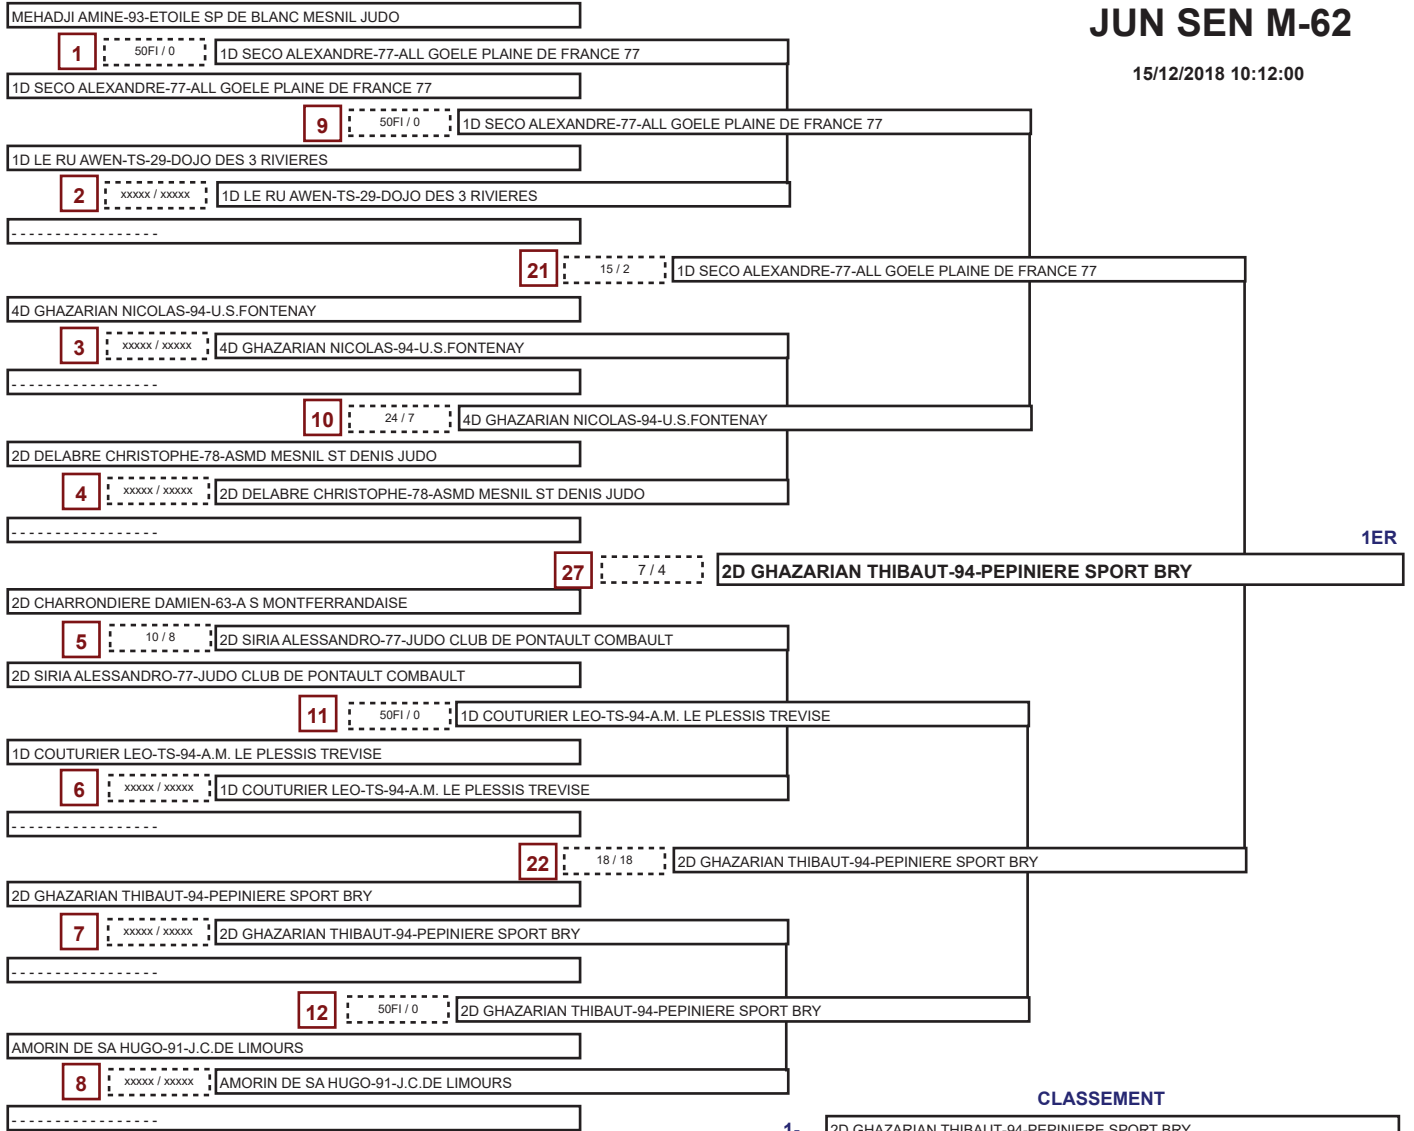 MEHADJI AMINE-93-ETOILE SP DE BLANC MESNIL JUDO
JUN SEN M-62
1 50FI / 0 1D SECO ALEXANDRE-77-ALL GOELE PLAINE DE FRANCE 77
15/12/2018 10:12:00
1D SECO ALEXANDRE-77-ALL GOELE PLAINE DE FRANCE 77
9 50FI / 0 1D SECO ALEXANDRE-77-ALL GOELE PLAINE DE FRANCE 77
1D LE RU AWEN-TS-29-DOJO DES 3 RIVIERES
2 xxxxx / xxxxx 1D LE RU AWEN-TS-29-DOJO DES 3 RIVIERES
- - - - - - - - - - - - - - - - -
21 15 / 2 1D SECO ALEXANDRE-77-ALL GOELE PLAINE DE FRANCE 77
4D GHAZARIAN NICOLAS-94-U.S.FONTENAY
3 xxxxx / xxxxx 4D GHAZARIAN NICOLAS-94-U.S.FONTENAY
- - - - - - - - - - - - - - - - -
10 24 / 7 4D GHAZARIAN NICOLAS-94-U.S.FONTENAY
2D DELABRE CHRISTOPHE-78-ASMD MESNIL ST DENIS JUDO
4 xxxxx / xxxxx 2D DELABRE CHRISTOPHE-78-ASMD MESNIL ST DENIS JUDO
- - - - - - - - - - - - - - - - -
1ER
27 7 / 4 2D GHAZARIAN THIBAUT-94-PEPINIERE SPORT BRY
2D CHARRONDIERE DAMIEN-63-A S MONTFERRANDAISE
5 10 / 8 2D SIRIA ALESSANDRO-77-JUDO CLUB DE PONTAULT COMBAULT
2D SIRIA ALESSANDRO-77-JUDO CLUB DE PONTAULT COMBAULT
11 50FI / 0 1D COUTURIER LEO-TS-94-A.M. LE PLESSIS TREVISE
1D COUTURIER LEO-TS-94-A.M. LE PLESSIS TREVISE
6 xxxxx / xxxxx 1D COUTURIER LEO-TS-94-A.M. LE PLESSIS TREVISE
- - - - - - - - - - - - - - - - -
22 18 / 18 2D GHAZARIAN THIBAUT-94-PEPINIERE SPORT BRY
2D GHAZARIAN THIBAUT-94-PEPINIERE SPORT BRY
7 xxxxx / xxxxx 2D GHAZARIAN THIBAUT-94-PEPINIERE SPORT BRY
- - - - - - - - - - - - - - - - -
12 50FI / 0 2D GHAZARIAN THIBAUT-94-PEPINIERE SPORT BRY
AMORIN DE SA HUGO-91-J.C.DE LIMOURS
8 xxxxx / xxxxx AMORIN DE SA HUGO-91-J.C.DE LIMOURS
CLASSEMENT
- - - - - - - - - - - - - - - - -
1- 2D GHAZARIAN THIBAUT-94-PEPINIERE SPORT BRY